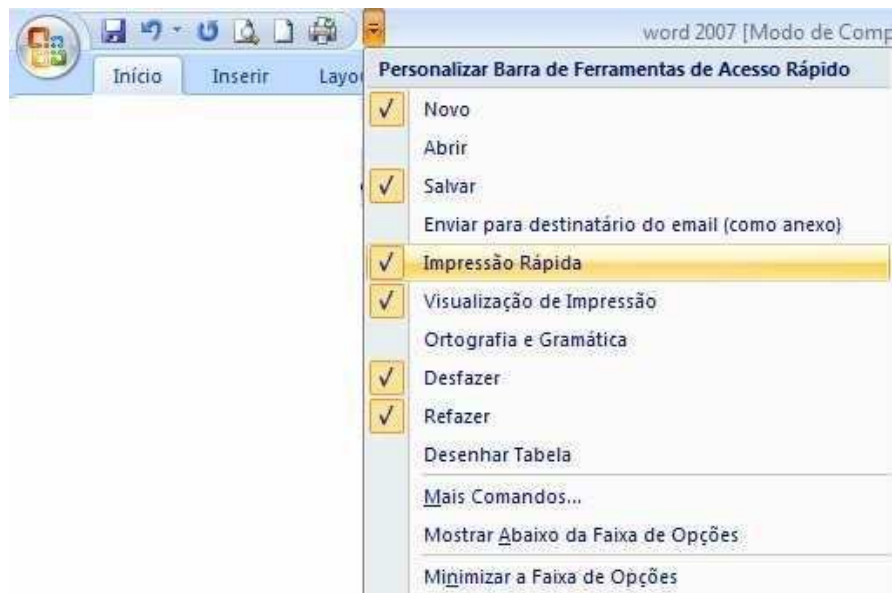 word 2007 [Modo de Comp
Início Inserir Layo
Personalizar Barra de Ferramentas de Acesso Rápido
Novo
Abrir
Salvar
Enviar para destinatário do email (como anexo)
Impressão Rápida
Visualização de Impressão
Ortografia e Gramática
Desfazer
Refazer
Desenhar Tabela
Mais Comandos...
Mostrar Abaixo da Faixa de Opções
Minimizar a Faixa de Opções